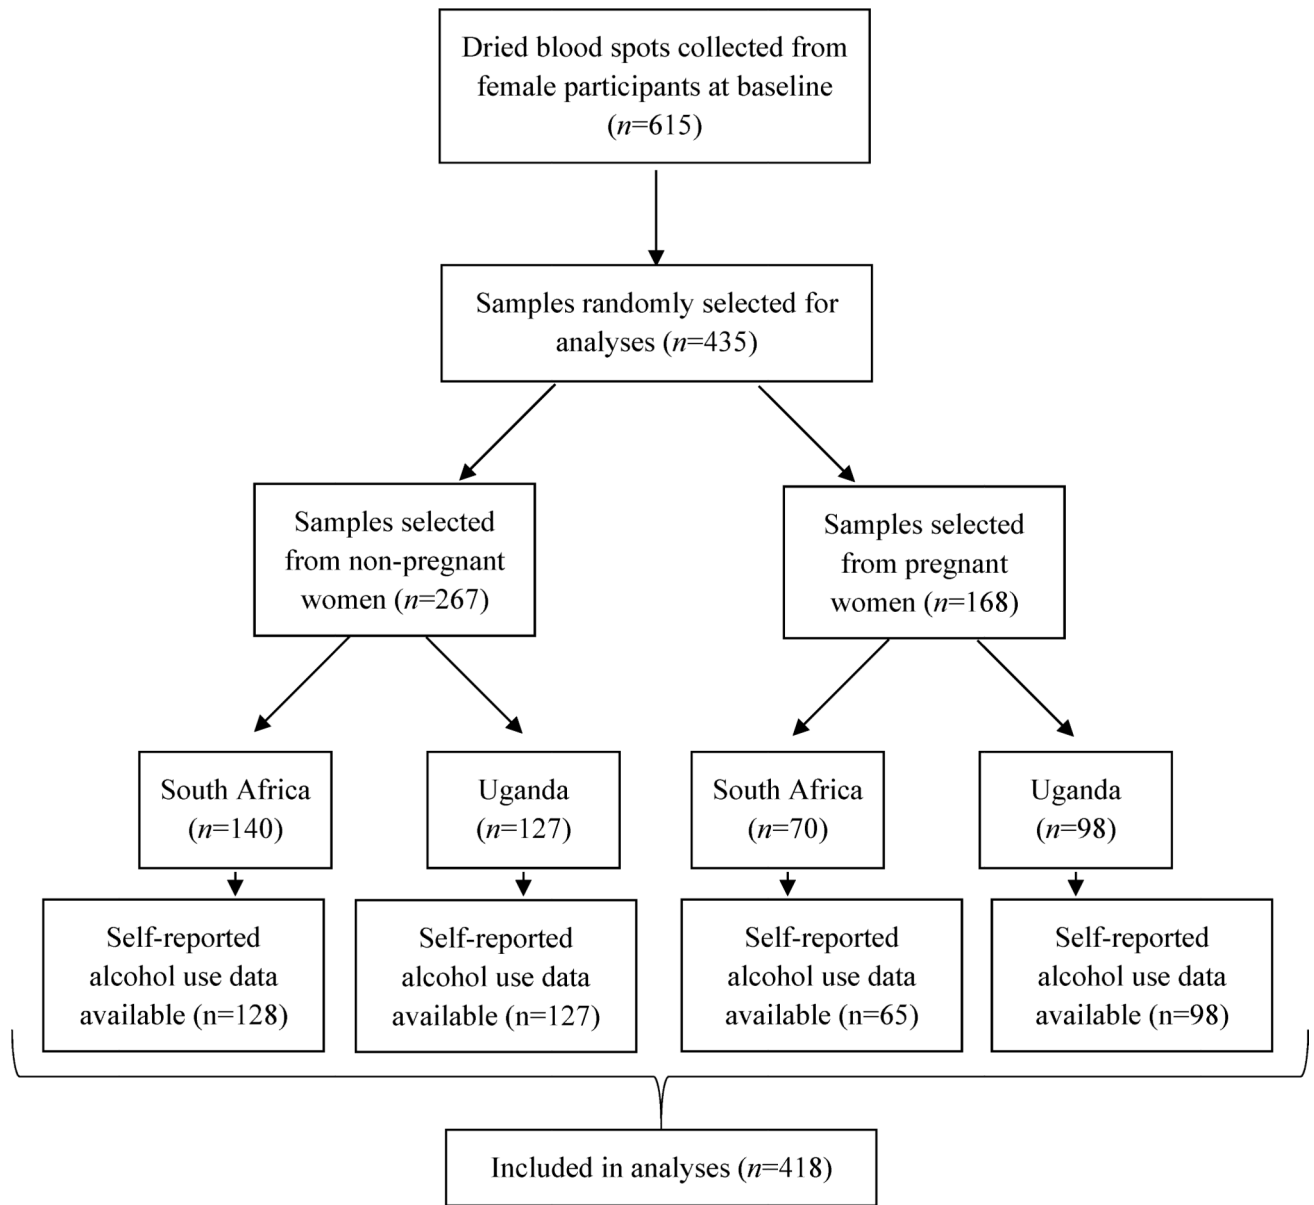 Dried blood spots collected from
female participants at baseline
(n=615)
Samples randomly selected for
analyses (n=435)
Samples selected
from non-pregnant
women (n=267)
Samples selected
from pregnant
women (n=168)
South Africa
(n=140)
Uganda
(n=127)
South Africa
(n=70)
Uganda
(n=98)
Self-reported
alcohol use data
available (n=128)
Self-reported
alcohol use data
available (n=127)
Self-reported
alcohol use data
available (n=65)
Self-reported
alcohol use data
available (n=98)
Included in analyses (n=418)